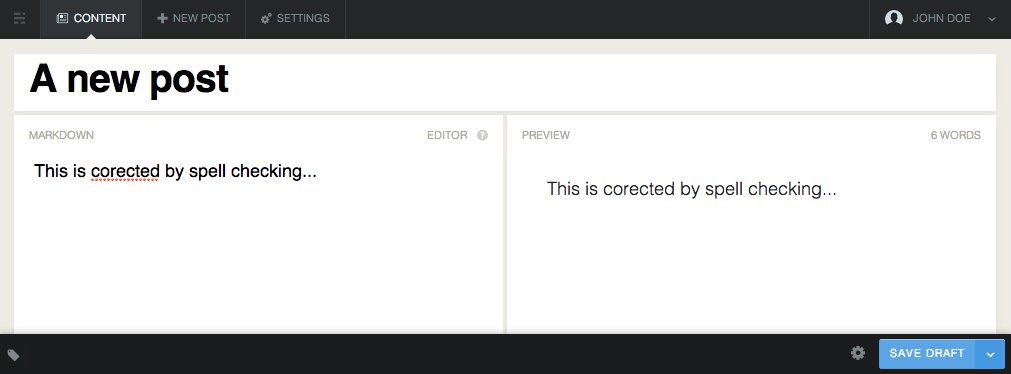 CONTENT NEW POST SETTINGS JOHN DOE
A new post
MARKDOWN EDITOR ? PREVIEW 6 WORDS
This is corected by spell checking...
This is corected by spell checking...
SAVE DRAFT